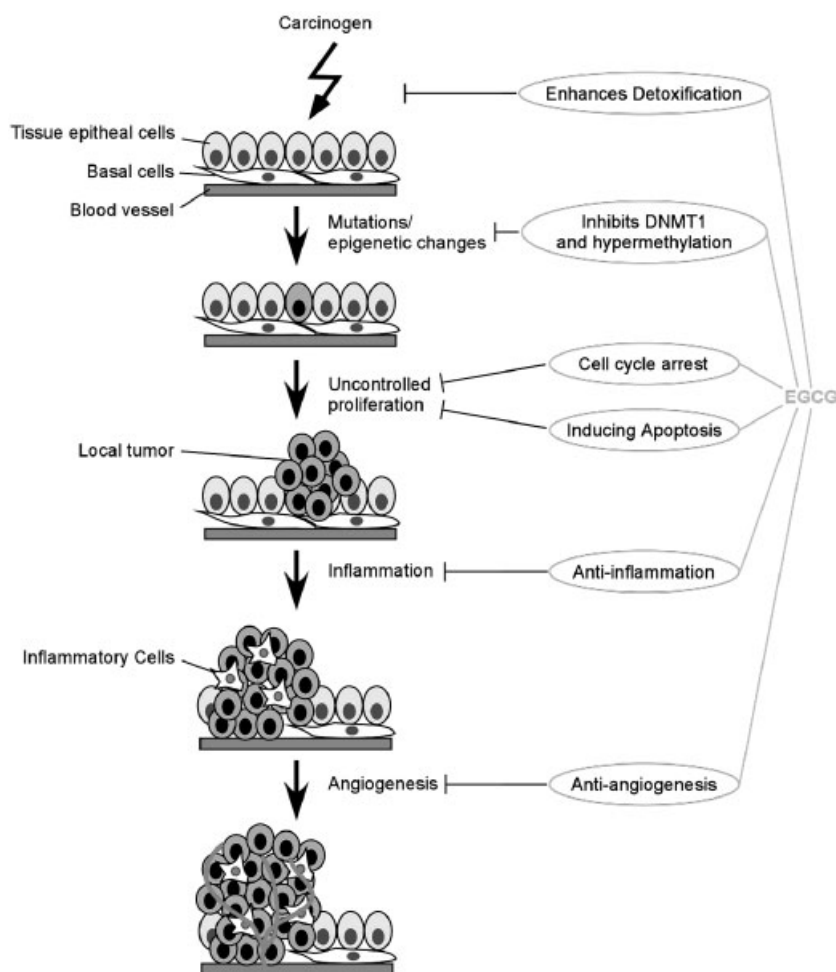 Carcinogen
Enhances Detoxification
Tissue epitheal cells
Basal cells
Blood vessel
Mutations/
epigenetic changes
Inhibits DNMT1
and hypermethylation
Cell cycle arrest
Uncontrolled
proliferation
EGCG
Inducing Apoptosis
Local tumor
Inflammation
Anti-inflammation
Inflammatory Cells
Angiogenesis
Anti-angiogenesis